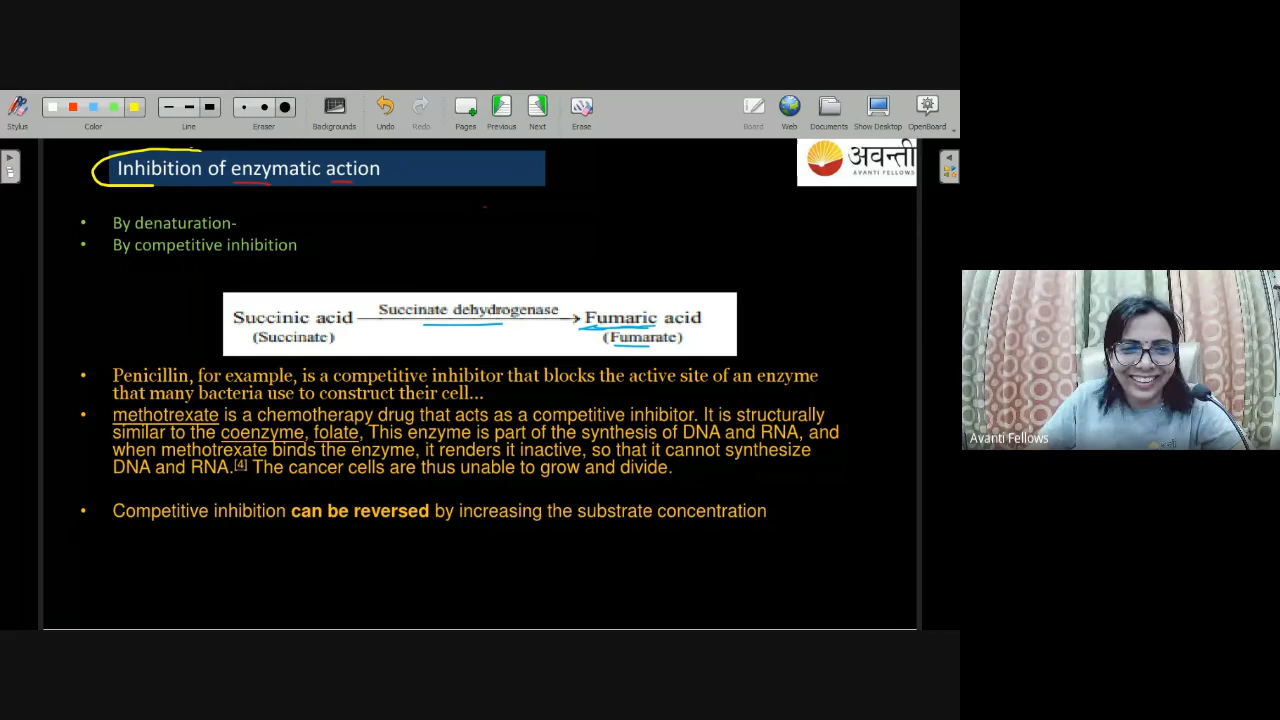 Stylus
Color
Line
Eraser
Backgrounds
Undo
Redo
Pages
Previous
Next
Erase
Board
Web
Documents
Show Desktop
OpenBoard
Inhibition of enzymatic action
अवन्ती
AVANTI FELLOWS
By denaturation-
By competitive inhibition
Succinic acid Succinate dehydrogenase Fumaric acid
(Succinate) (Fumarate)
Penicillin, for example, is a competitive inhibitor that blocks the active site of an enzyme
that many bacteria use to construct their cell...
methotrexate is a chemotherapy drug that acts as a competitive inhibitor. It is structurally
similar to the coenzyme, folate, This enzyme is part of the synthesis of DNA and RNA, and
when methotrexate binds the enzyme, it renders it inactive, so that it cannot synthesize
DNA and RNA.[4] The cancer cells are thus unable to grow and divide.
Competitive inhibition can be reversed by increasing the substrate concentration
Avanti Fellows